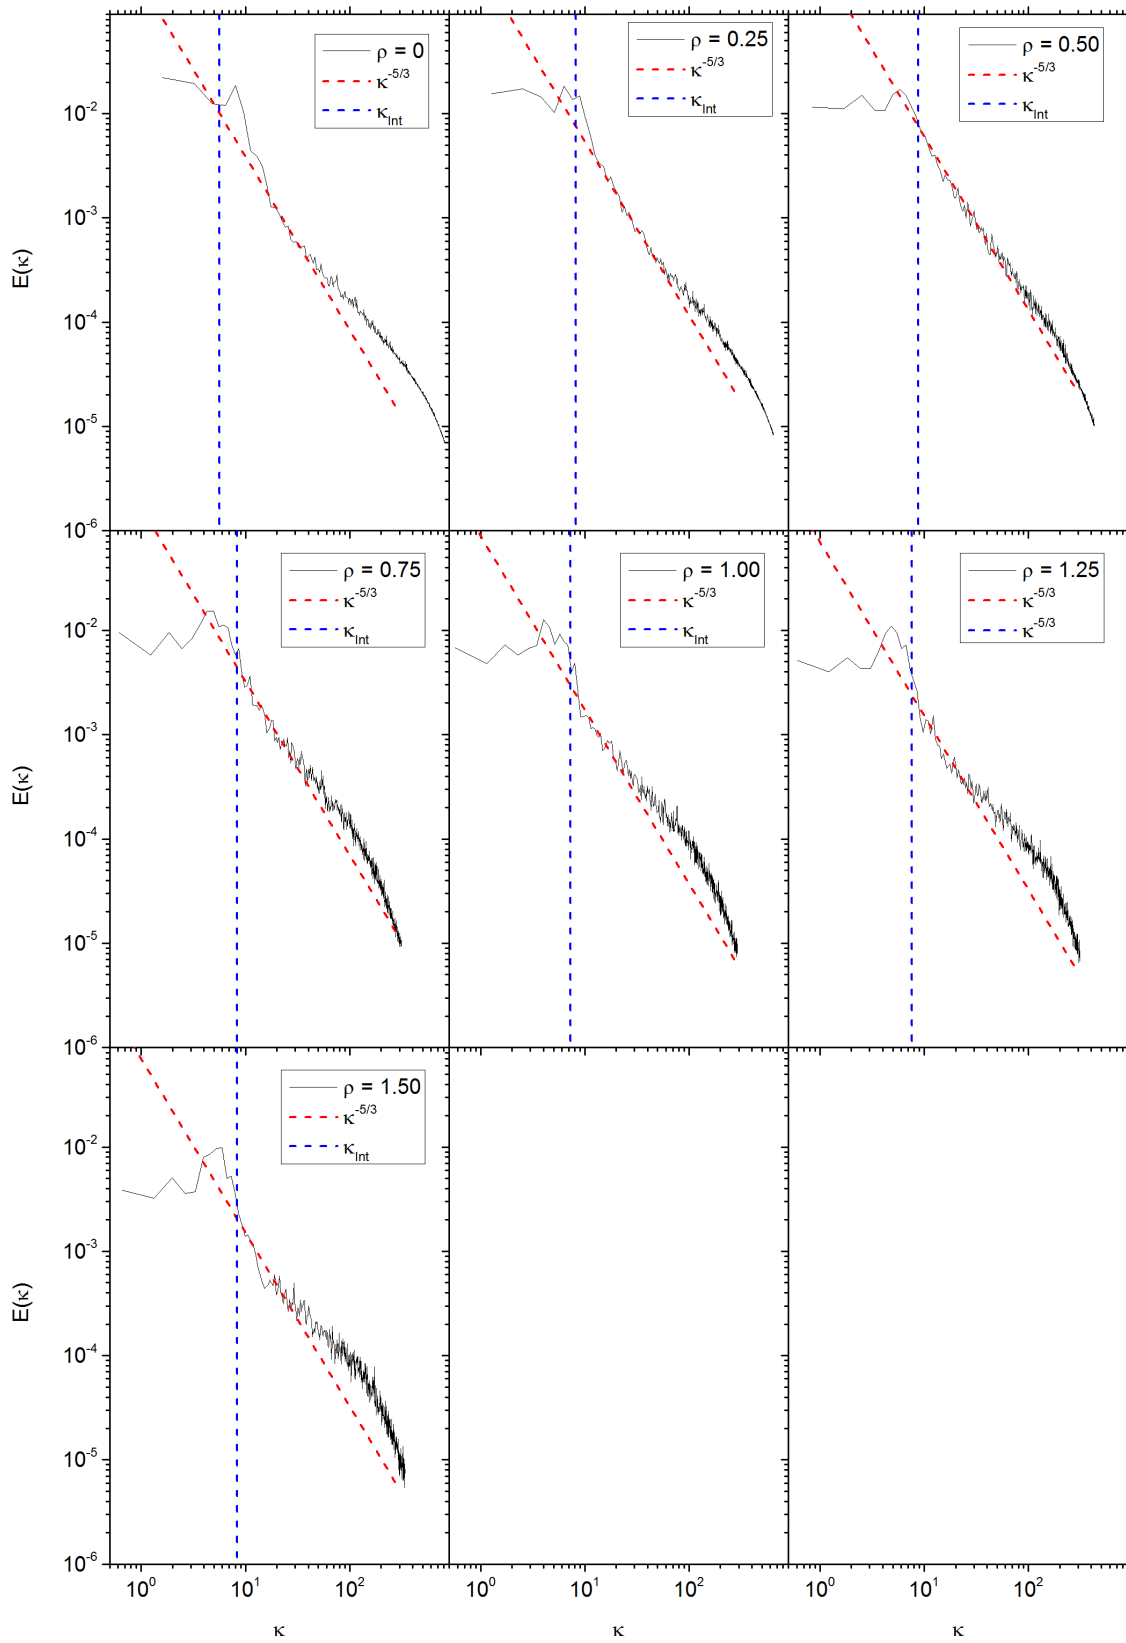 ρ = 0
κ^-5/3
κ_Int
ρ = 0.25
κ^-5/3
κ_Int
ρ = 0.50
κ^-5/3
κ_Int
10^-2
10^-3
10^-4
10^-5
10^-6
E(κ)
ρ = 0.75
κ^-5/3
κ_Int
ρ = 1.00
κ^-5/3
κ_Int
ρ = 1.25
κ^-5/3
κ^-5/3
10^-2
10^-3
10^-4
10^-5
10^-6
E(κ)
ρ = 1.50
κ^-5/3
κ_Int
10^-2
10^-3
10^-4
10^-5
10^-6
E(κ)
10^0 10^1 10^2 10^0 10^1 10^2 10^0 10^1 10^2
κ κ κ